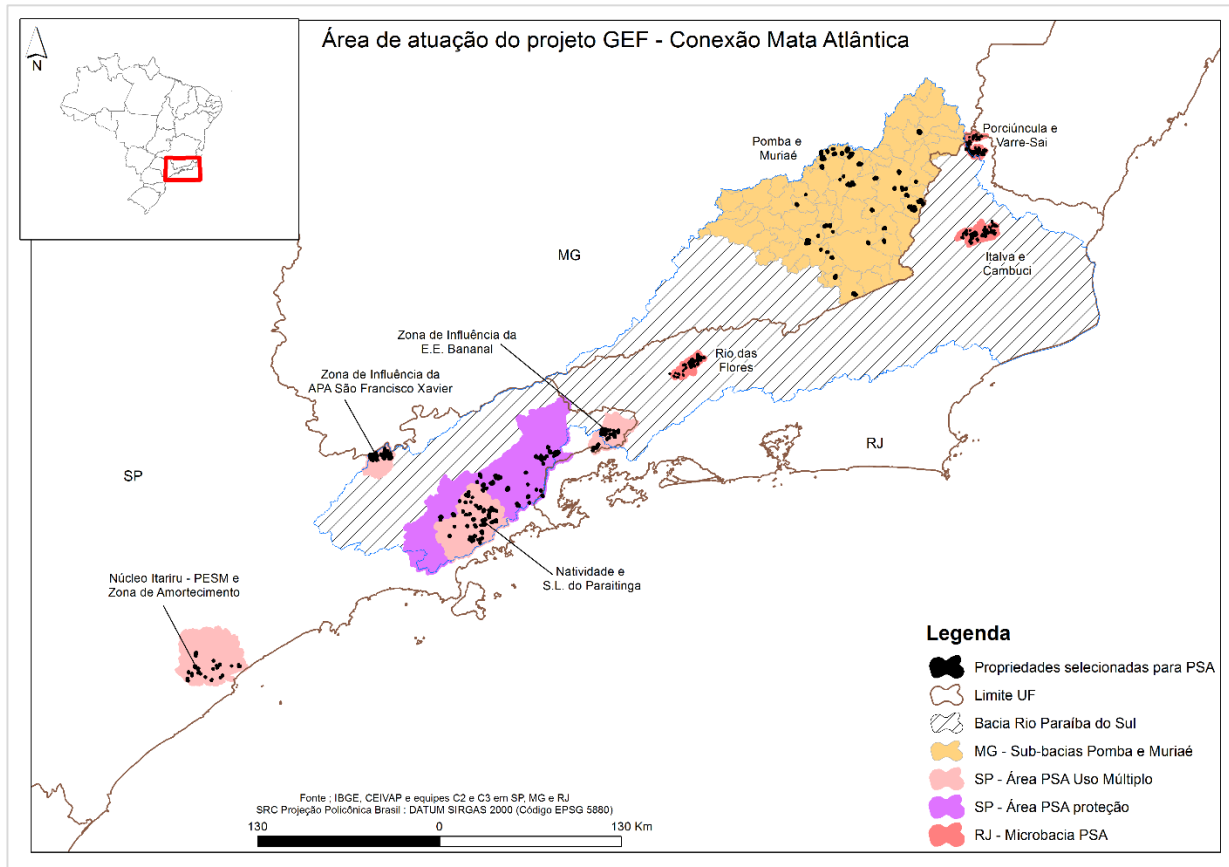 Área de atuação do projeto GEF - Conexão Mata Atlântica
N
Pomba e
Muriaé
Porciúncula e
Varre-Sai
MG
Italva e
Cambuci
Zona de Influência da
E.E. Bananal
Rio das
Flores
Zona de Influência da
APA São Francisco Xavier
RJ
SP
Natividade e
S.L. do Paraitinga
Núcleo Itariru - PESM e
Zona de Amortecimento
Legenda
Propriedades selecionadas para PSA
Limite UF
Bacia Rio Paraíba do Sul
MG - Sub-bacias Pomba e Muriaé
SP - Área PSA Uso Múltiplo
SP - Área PSA proteção
RJ - Microbacia PSA
Fonte ; IBGE, CEIVAP e equipes C2 e C3 em SP, MG e RJ
SRC Projeção Policônica Brasil : DATUM SIRGAS 2000 (Código EPSG 5880)
130 0 130 Km